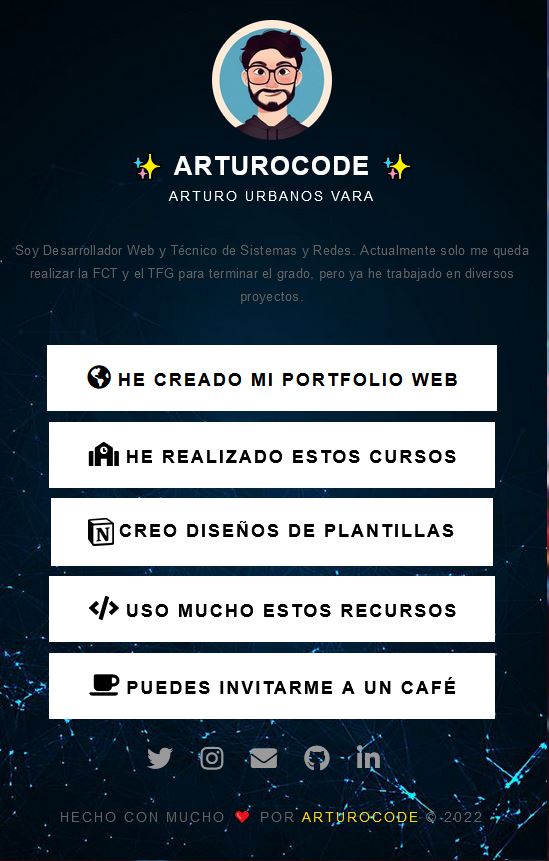 ✨ ARTUROCODE ✨
ARTURO URBANOS VARA
Soy Desarrollador Web y Técnico de Sistemas y Redes. Actualmente solo me queda
realizar la FCT y el TFG para terminar el grado, pero ya he trabajado en diversos
proyectos.
HE CREADO MI PORTFOLIO WEB
HE REALIZADO ESTOS CURSOS
CREO DISEÑOS DE PLANTILLAS
USO MUCHO ESTOS RECURSOS
PUEDES INVITARME A UN CAFÉ
HECHO CON MUCHO ❤ POR ARTUROCODE © 2022